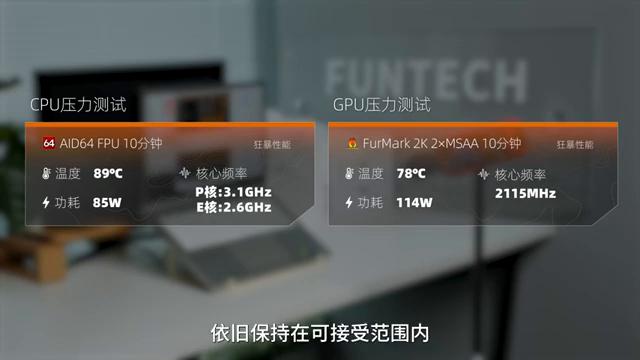 FUNTECH
CPU压力测试
64 AID64 FPU 10分钟 狂暴性能
温度 89℃ 核心频率
P核:3.1GHz
功耗 85W E核:2.6GHz
GPU压力测试
FurMark 2K 2×MSAA 10分钟 狂暴性能
温度 78℃ 核心频率
2115MHz
功耗 114W
依旧保持在可接受范围内